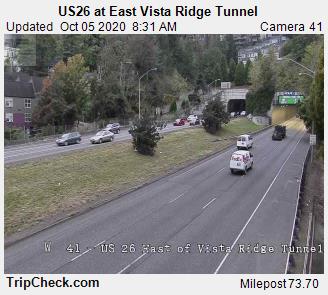 US26 at East Vista Ridge Tunnel
Updated Oct 05 2020 8:31 AM Camera 41
W 41 - US 26 East of Vista Ridge Tunnel
TripCheck.com Milepost 73.70